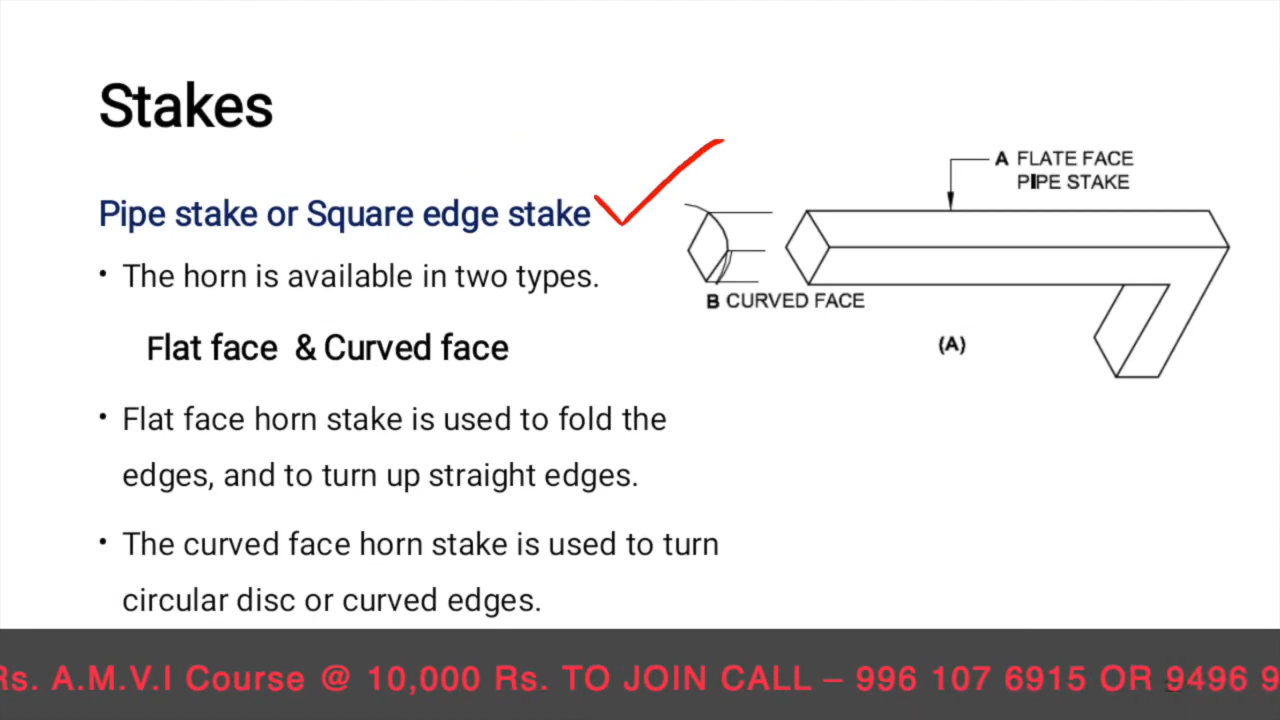 Stakes
Pipe stake or Square edge stake
• The horn is available in two types.
Flat face & Curved face
• Flat face horn stake is used to fold the
edges, and to turn up straight edges.
• The curved face horn stake is used to turn
circular disc or curved edges.
A FLATE FACE
PIPE STAKE
B CURVED FACE
(A)
Rs. A.M.V.I Course @ 10,000 Rs. TO JOIN CALL – 996 107 6915 OR 9496 9